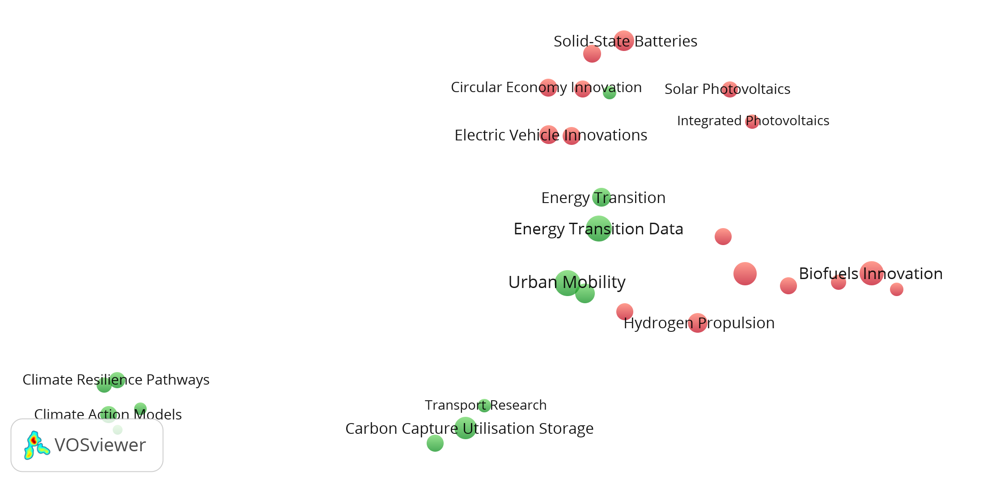 Solid-State Batteries
Circular Economy Innovation
Solar Photovoltaics
Integrated Photovoltaics
Electric Vehicle Innovations
Energy Transition
Energy Transition Data
Biofuels Innovation
Urban Mobility
Hydrogen Propulsion
Climate Resilience Pathways
Transport Research
Climate Action Models
Carbon Capture Utilisation Storage
VOSviewer